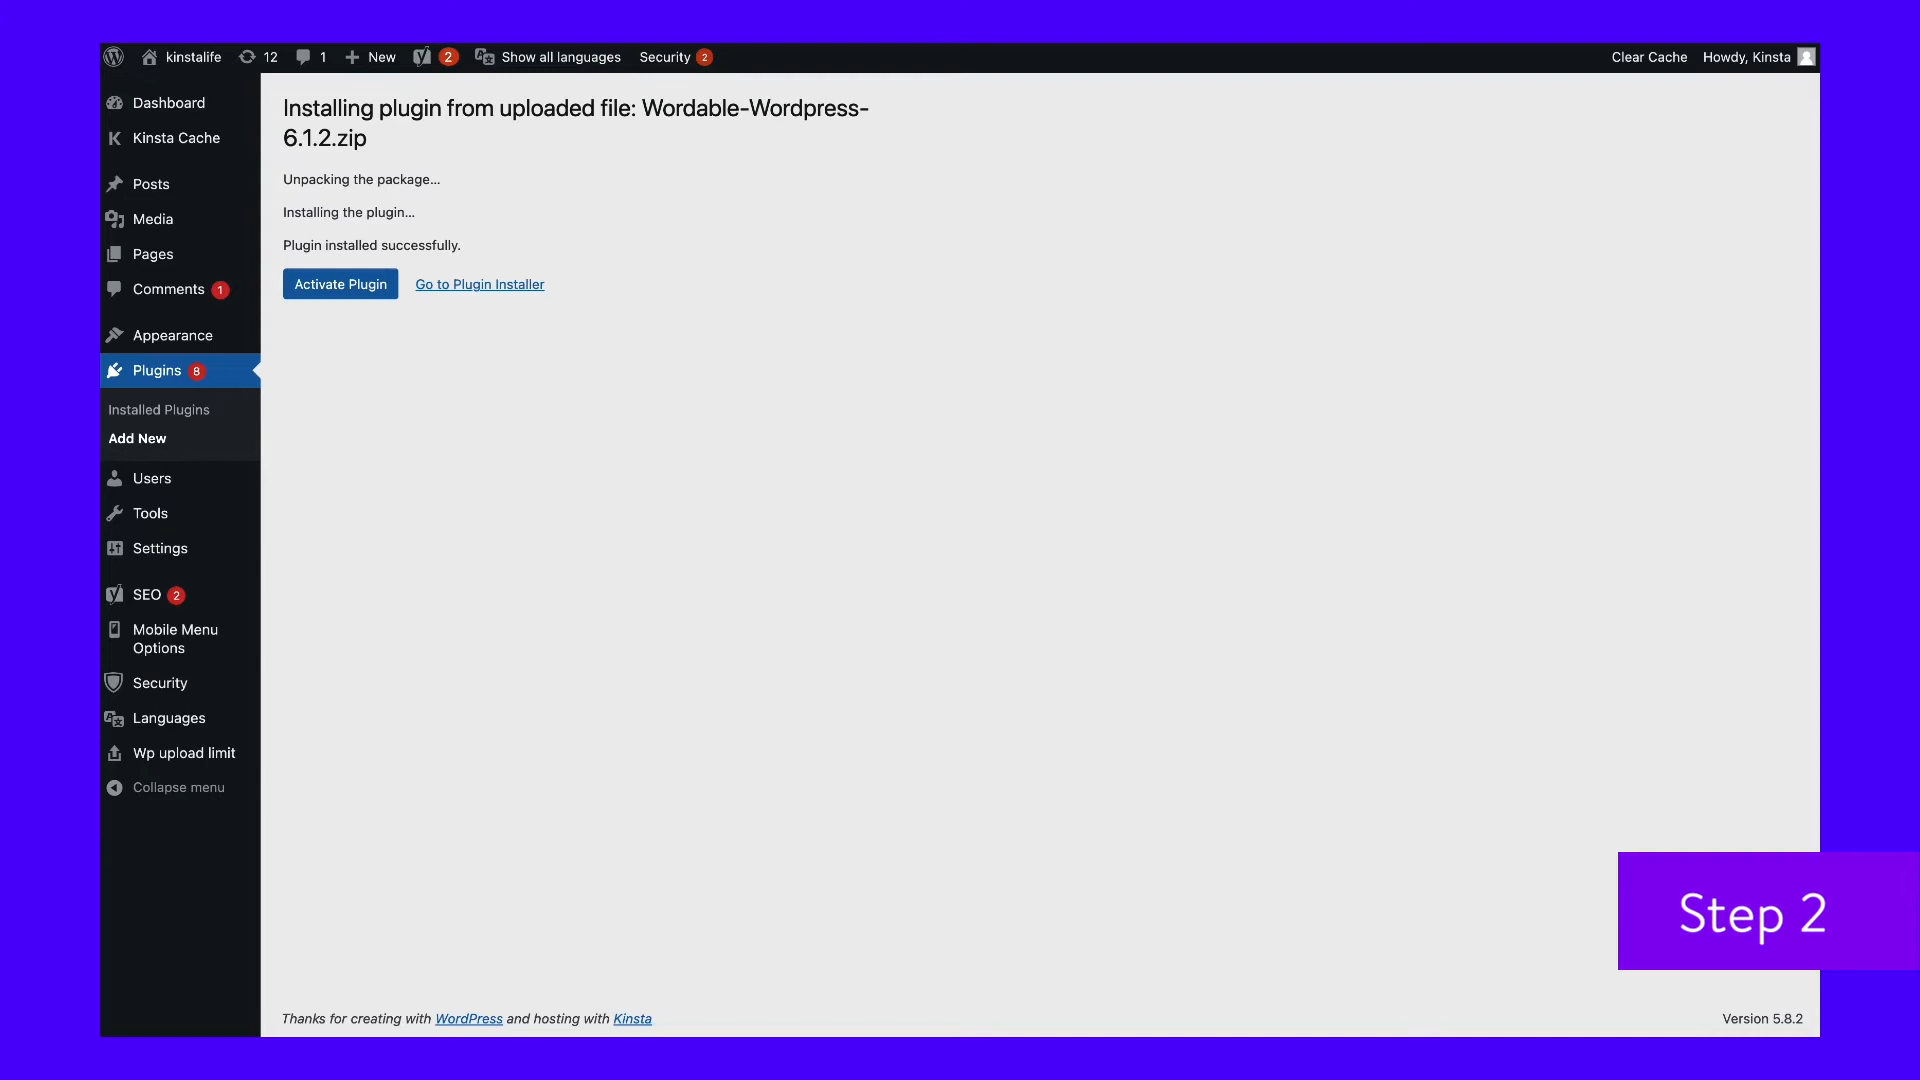 kinstalife 12 1 New 2 Show all languages Security 2 Clear Cache Howdy, Kinsta
Dashboard
Kinsta Cache
Posts
Media
Pages
Comments 1
Appearance
Plugins 8
Installed Plugins
Add New
Users
Tools
Settings
SEO 2
Mobile Menu
Options
Security
Languages
Wp upload limit
Collapse menu
Installing plugin from uploaded file: Wordable-Wordpress-
6.1.2.zip
Unpacking the package...
Installing the plugin...
Plugin installed successfully.
Activate Plugin Go to Plugin Installer
Step 2
Thanks for creating with WordPress and hosting with Kinsta
Version 5.8.2